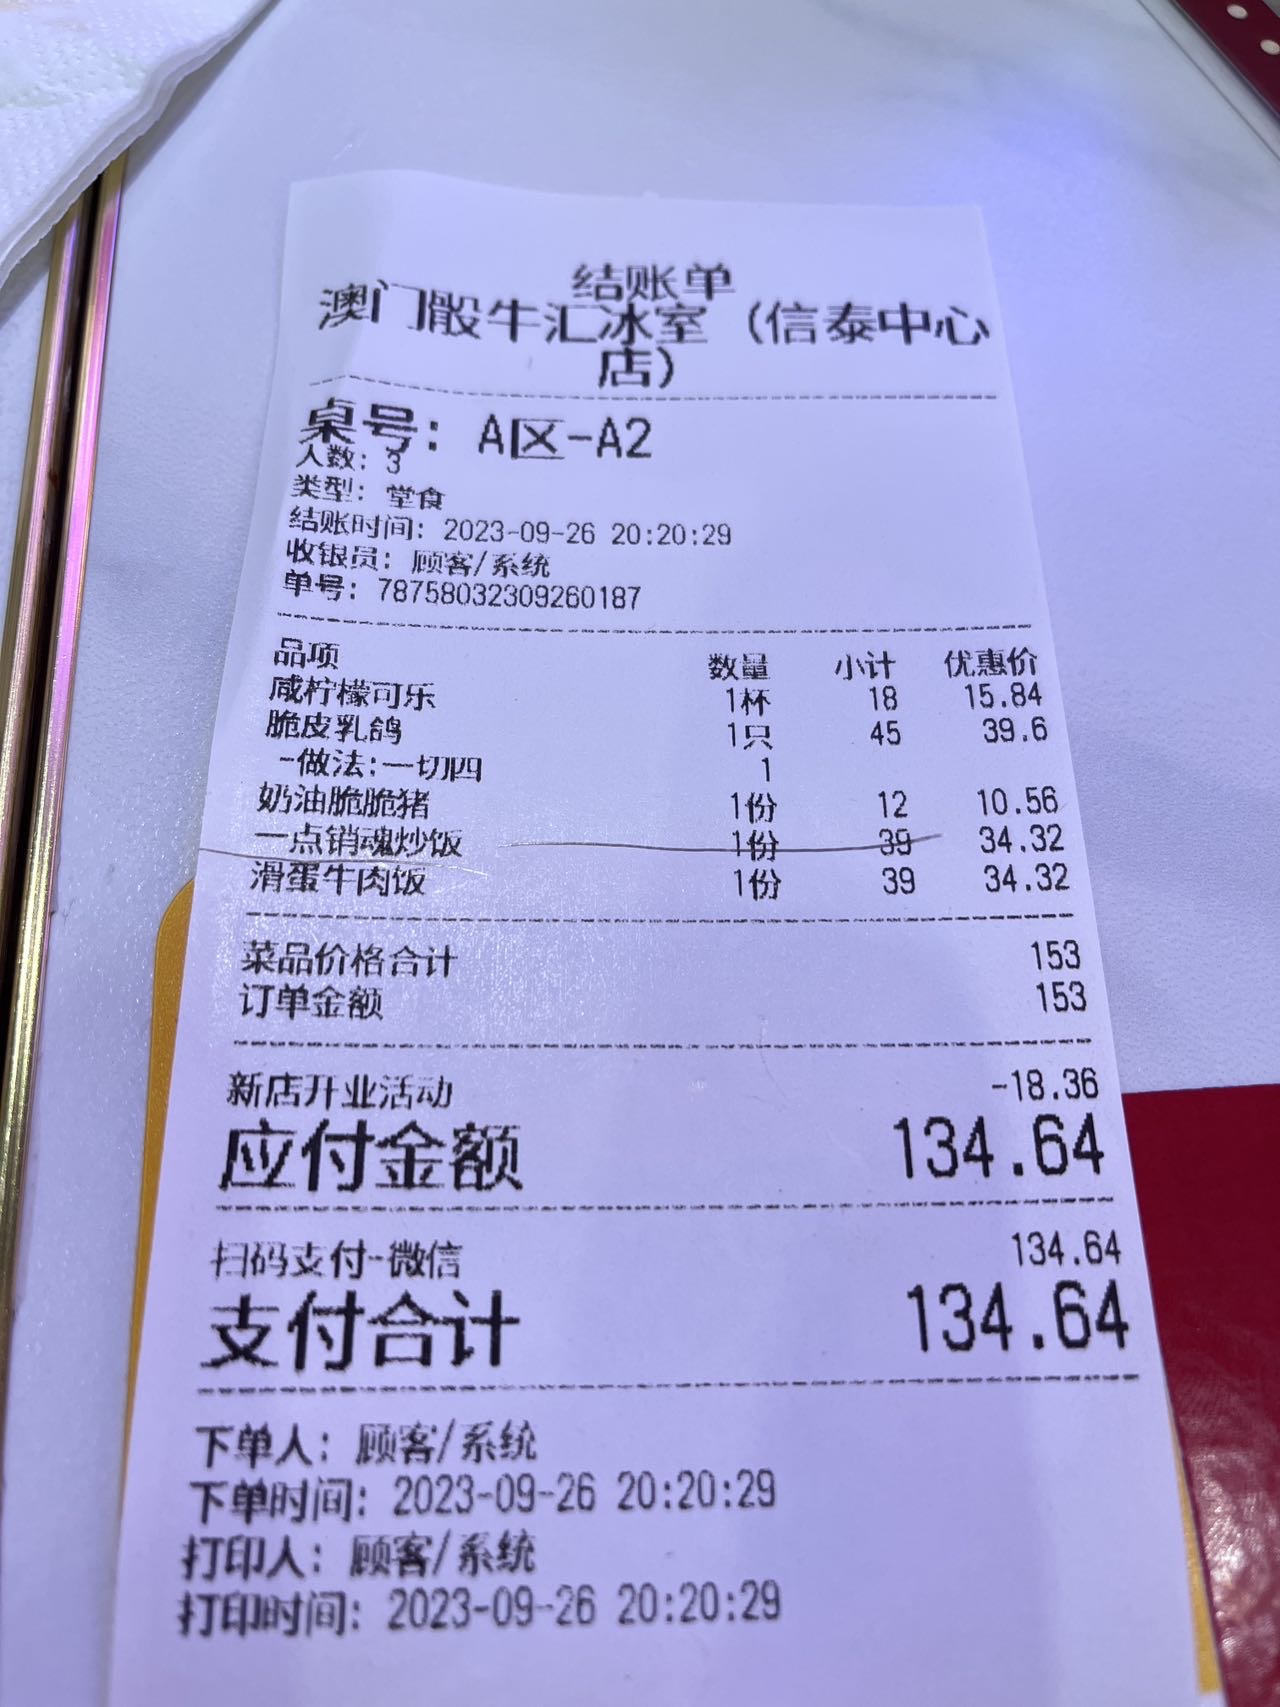 结账单
澳门骰牛汇冰室（信泰中心
店）
桌号：A区-A2
人数：3
类型：堂食
结账时间：2023-09-26 20:20:29
收银员：顾客/系统
单号：78758032309260187
品项 数量 小计 优惠价
咸柠檬可乐 1杯 18 15.84
脆皮乳鸽 1只 45 39.6
-做法:一切四 1
奶油脆脆猪 1份 12 10.56
一点销魂炒饭 1份 39 34.32
滑蛋牛肉饭 1份 39 34.32
菜品价格合计 153
订单金额 153
新店开业活动 -18.36
应付金额 134.64
扫码支付-微信 134.64
支付合计 134.64
下单人：顾客/系统
下单时间：2023-09-26 20:20:29
打印人：顾客/系统
打印时间：2023-09-26 20:20:29